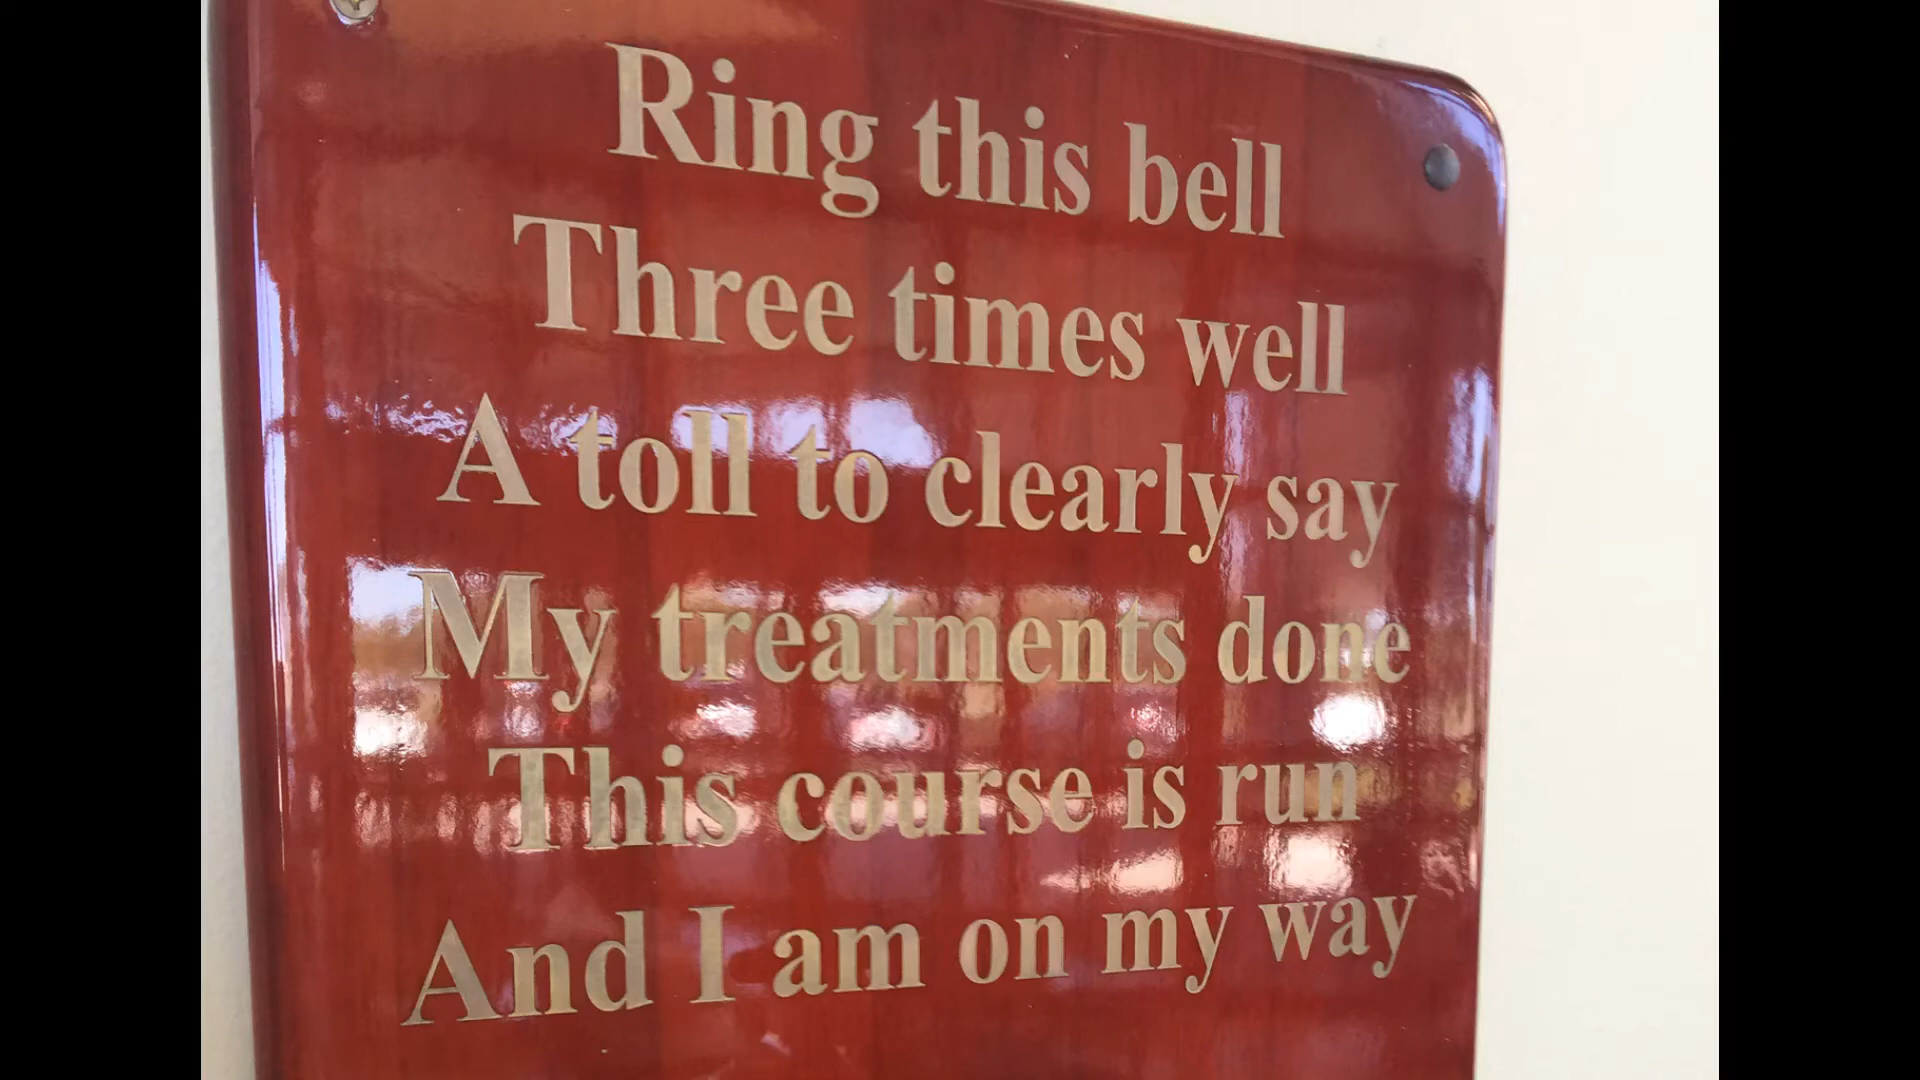 Ring this bell
Three times well
A toll to clearly say
My treatments done
This course is run
And I am on my way